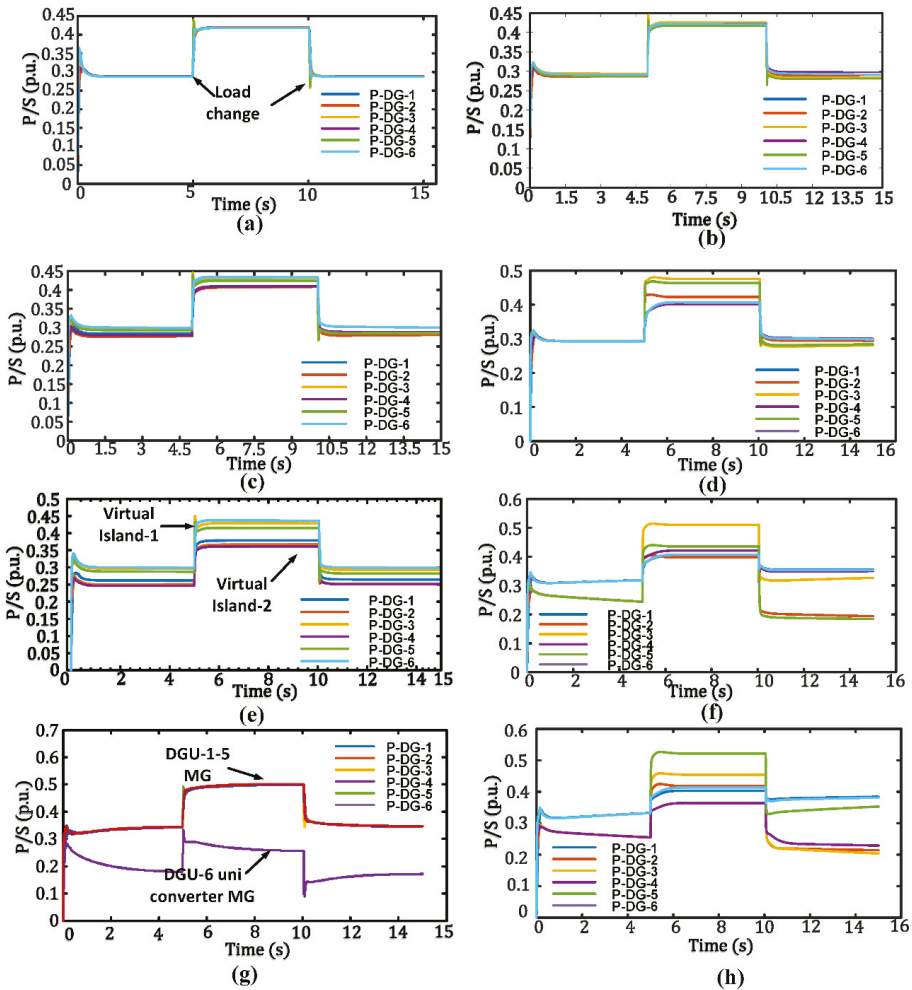 P/S (p.u.)
0.45
0.4
0.35
0.3
0.25
0.2
0.15
0.1
0.05
0
Load
change
P-DG-1
P-DG-2
P-DG-3
P-DG-4
P-DG-5
P-DG-6
0 5 10 15
Time (s)
(a)
P/S (p.u.)
0.45
0.4
0.35
0.3
0.25
0.2
0.15
0.1
0.05
0
P-DG-1
P-DG-2
P-DG-3
P-DG-4
P-DG-5
P-DG-6
0 1.5 3 4.5 6 7.5 9 10.5 12 13.5 15
Time (s)
(b)
P/S (p.u.)
0.45
0.4
0.35
0.3
0.25
0.2
0.15
0.1
0.05
0
P-DG-1
P-DG-2
P-DG-3
P-DG-4
P-DG-5
P-DG-6
0 1.5 3 4.5 6 7.5 9 10.5 12 13.5 15
Time (s)
(c)
P/S (p.u.)
0.5
0.4
0.3
0.2
0.1
0
P-DG-1
P-DG-2
P-DG-3
P-DG-4
P-DG-5
P-DG-6
0 2 4 6 8 10 12 14 16
Time (s)
(d)
P/S (p.u.)
0.5
0.45
0.4
0.35
0.3
0.25
0.2
0.15
0.1
0.05
0
Virtual
Island-1
Virtual
Island-2
P-DG-1
P-DG-2
P-DG-3
P-DG-4
P-DG-5
P-DG-6
0 2 4 6 8 10 12 14 15
Time (s)
(e)
P/S (p.u.)
0.6
0.5
0.4
0.3
0.2
0.1
0
P-DG-1
P-DG-2
P-DG-3
P-DG-4
P-DG-5
P-DG-6
0 2 4 6 8 10 12 14 16
Time (s)
(f)
P/S (p.u.)
0.7
0.6
0.5
0.4
0.3
0.2
0.1
0
DGU-1-5
MG
DGU-6 uni
converter MG
P-DG-1
P-DG-2
P-DG-3
P-DG-4
P-DG-5
P-DG-6
0 2 4 6 8 10 12 14 16
Time (s)
(g)
P/S (p.u.)
0.6
0.5
0.4
0.3
0.2
0.1
0
P-DG-1
P-DG-2
P-DG-3
P-DG-4
P-DG-5
P-DG-6
0 2 4 6 8 10 12 14 16
Time (s)
(h)